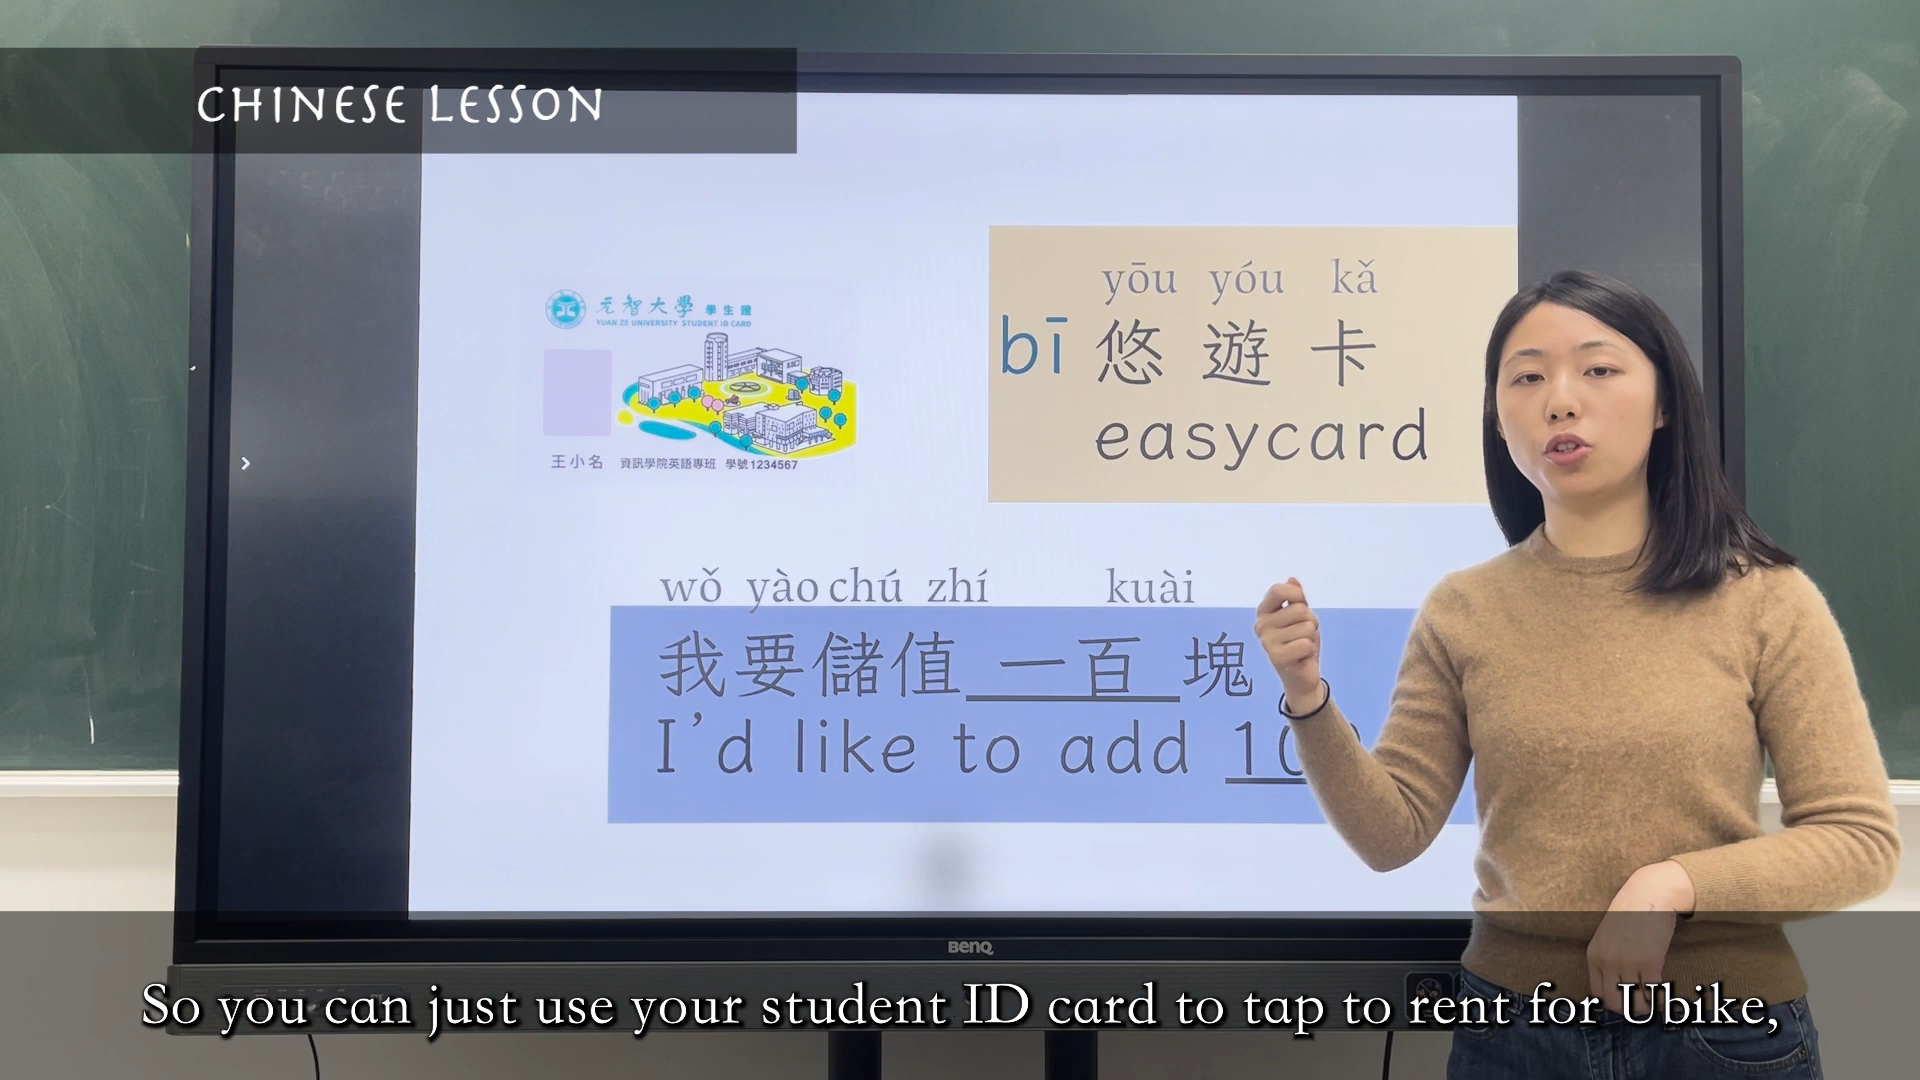 CHINESE LESSON
元智大學 學生證
YUAN ZE UNIVERSITY STUDENT ID CARD
王小名 資訊學院英語專班 學號1234567
yōu yóu kǎ
bī 悠遊卡
easycard
wǒ yào chú zhí kuài
我要儲值 一百 塊
I'd like to add 10
BenQ
So you can just use your student ID card to tap to rent for Ubike,